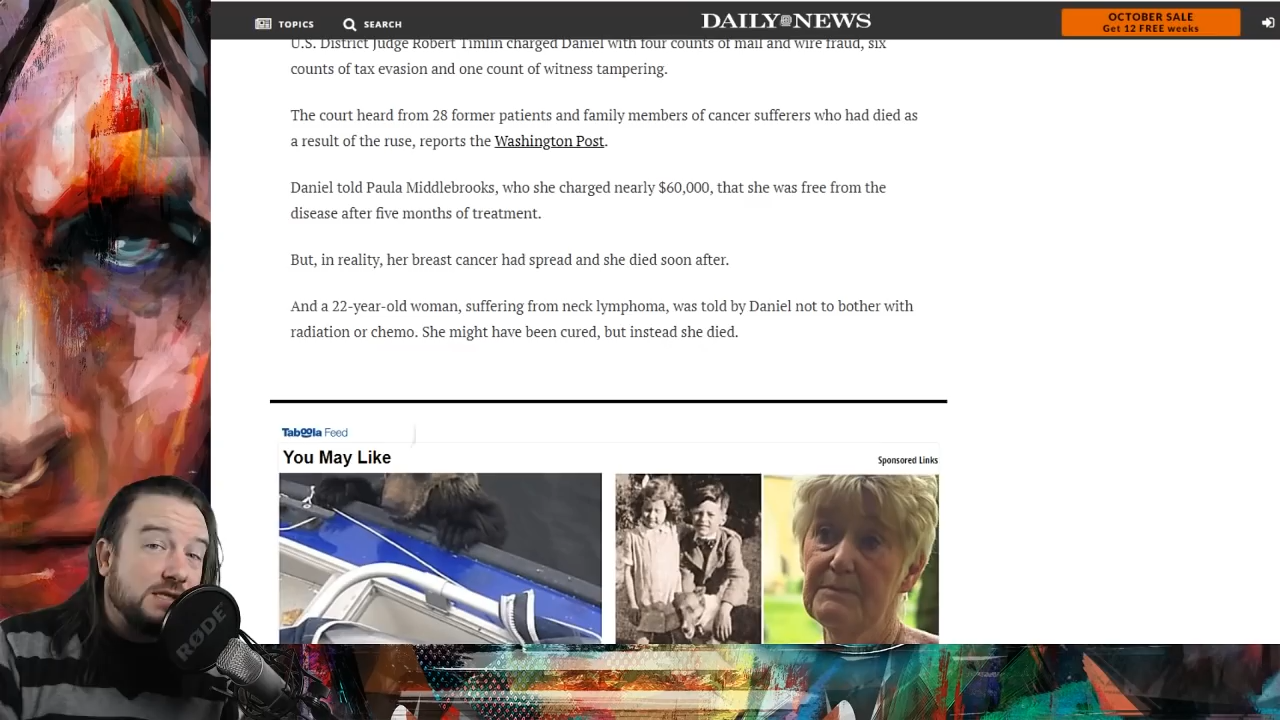 TOPICS
SEARCH
DAILY NEWS
OCTOBER SALE
Get 12 FREE weeks
U.S. District Judge Robert Timlin charged Daniel with four counts of mail and wire fraud, six
counts of tax evasion and one count of witness tampering.
The court heard from 28 former patients and family members of cancer sufferers who had died as
a result of the ruse, reports the Washington Post.
Daniel told Paula Middlebrooks, who she charged nearly $60,000, that she was free from the
disease after five months of treatment.
But, in reality, her breast cancer had spread and she died soon after.
And a 22-year-old woman, suffering from neck lymphoma, was told by Daniel not to bother with
radiation or chemo. She might have been cured, but instead she died.
Taboola Feed
You May Like
Sponsored Links
RØDE